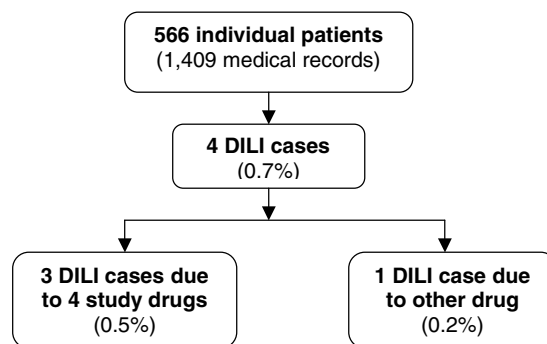 566 individual patients
(1,409 medical records)
4 DILI cases
(0.7%)
3 DILI cases due
to 4 study drugs
(0.5%)
1 DILI case due
to other drug
(0.2%)